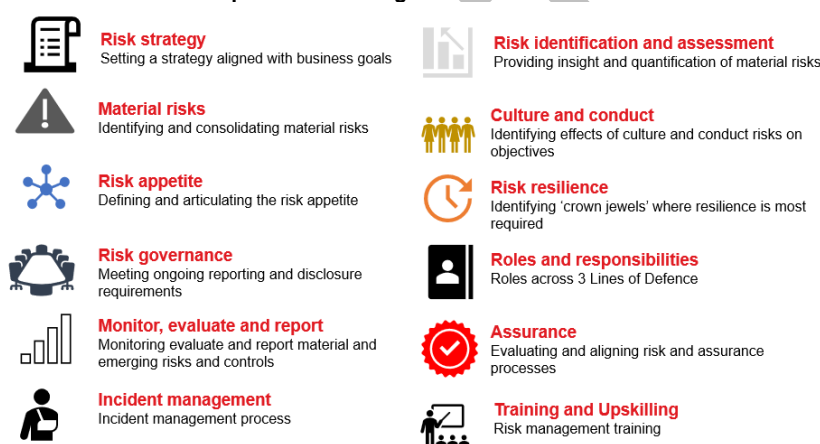 Risk strategy
Setting a strategy aligned with business goals
Material risks
Identifying and consolidating material risks
Risk appetite
Defining and articulating the risk appetite
Risk governance
Meeting ongoing reporting and disclosure
requirements
Monitor, evaluate and report
Monitoring evaluate and report material and
emerging risks and controls
Incident management
Incident management process
Risk identification and assessment
Providing insight and quantification of material risks
Culture and conduct
Identifying effects of culture and conduct risks on
objectives
Risk resilience
Identifying ‘crown jewels’ where resilience is most
required
Roles and responsibilities
Roles across 3 Lines of Defence
Assurance
Evaluating and aligning risk and assurance
processes
Training and Upskilling
Risk management training